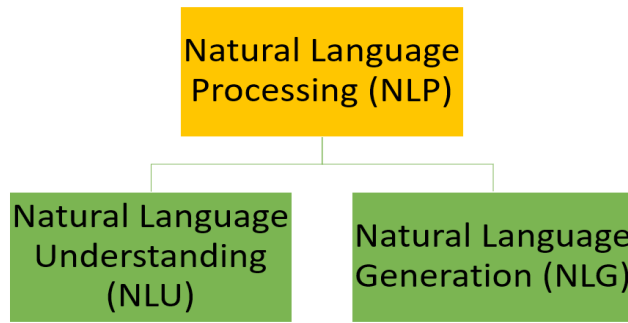 Natural Language
Processing (NLP)
Natural Language
Understanding
(NLU)
Natural Language
Generation (NLG)